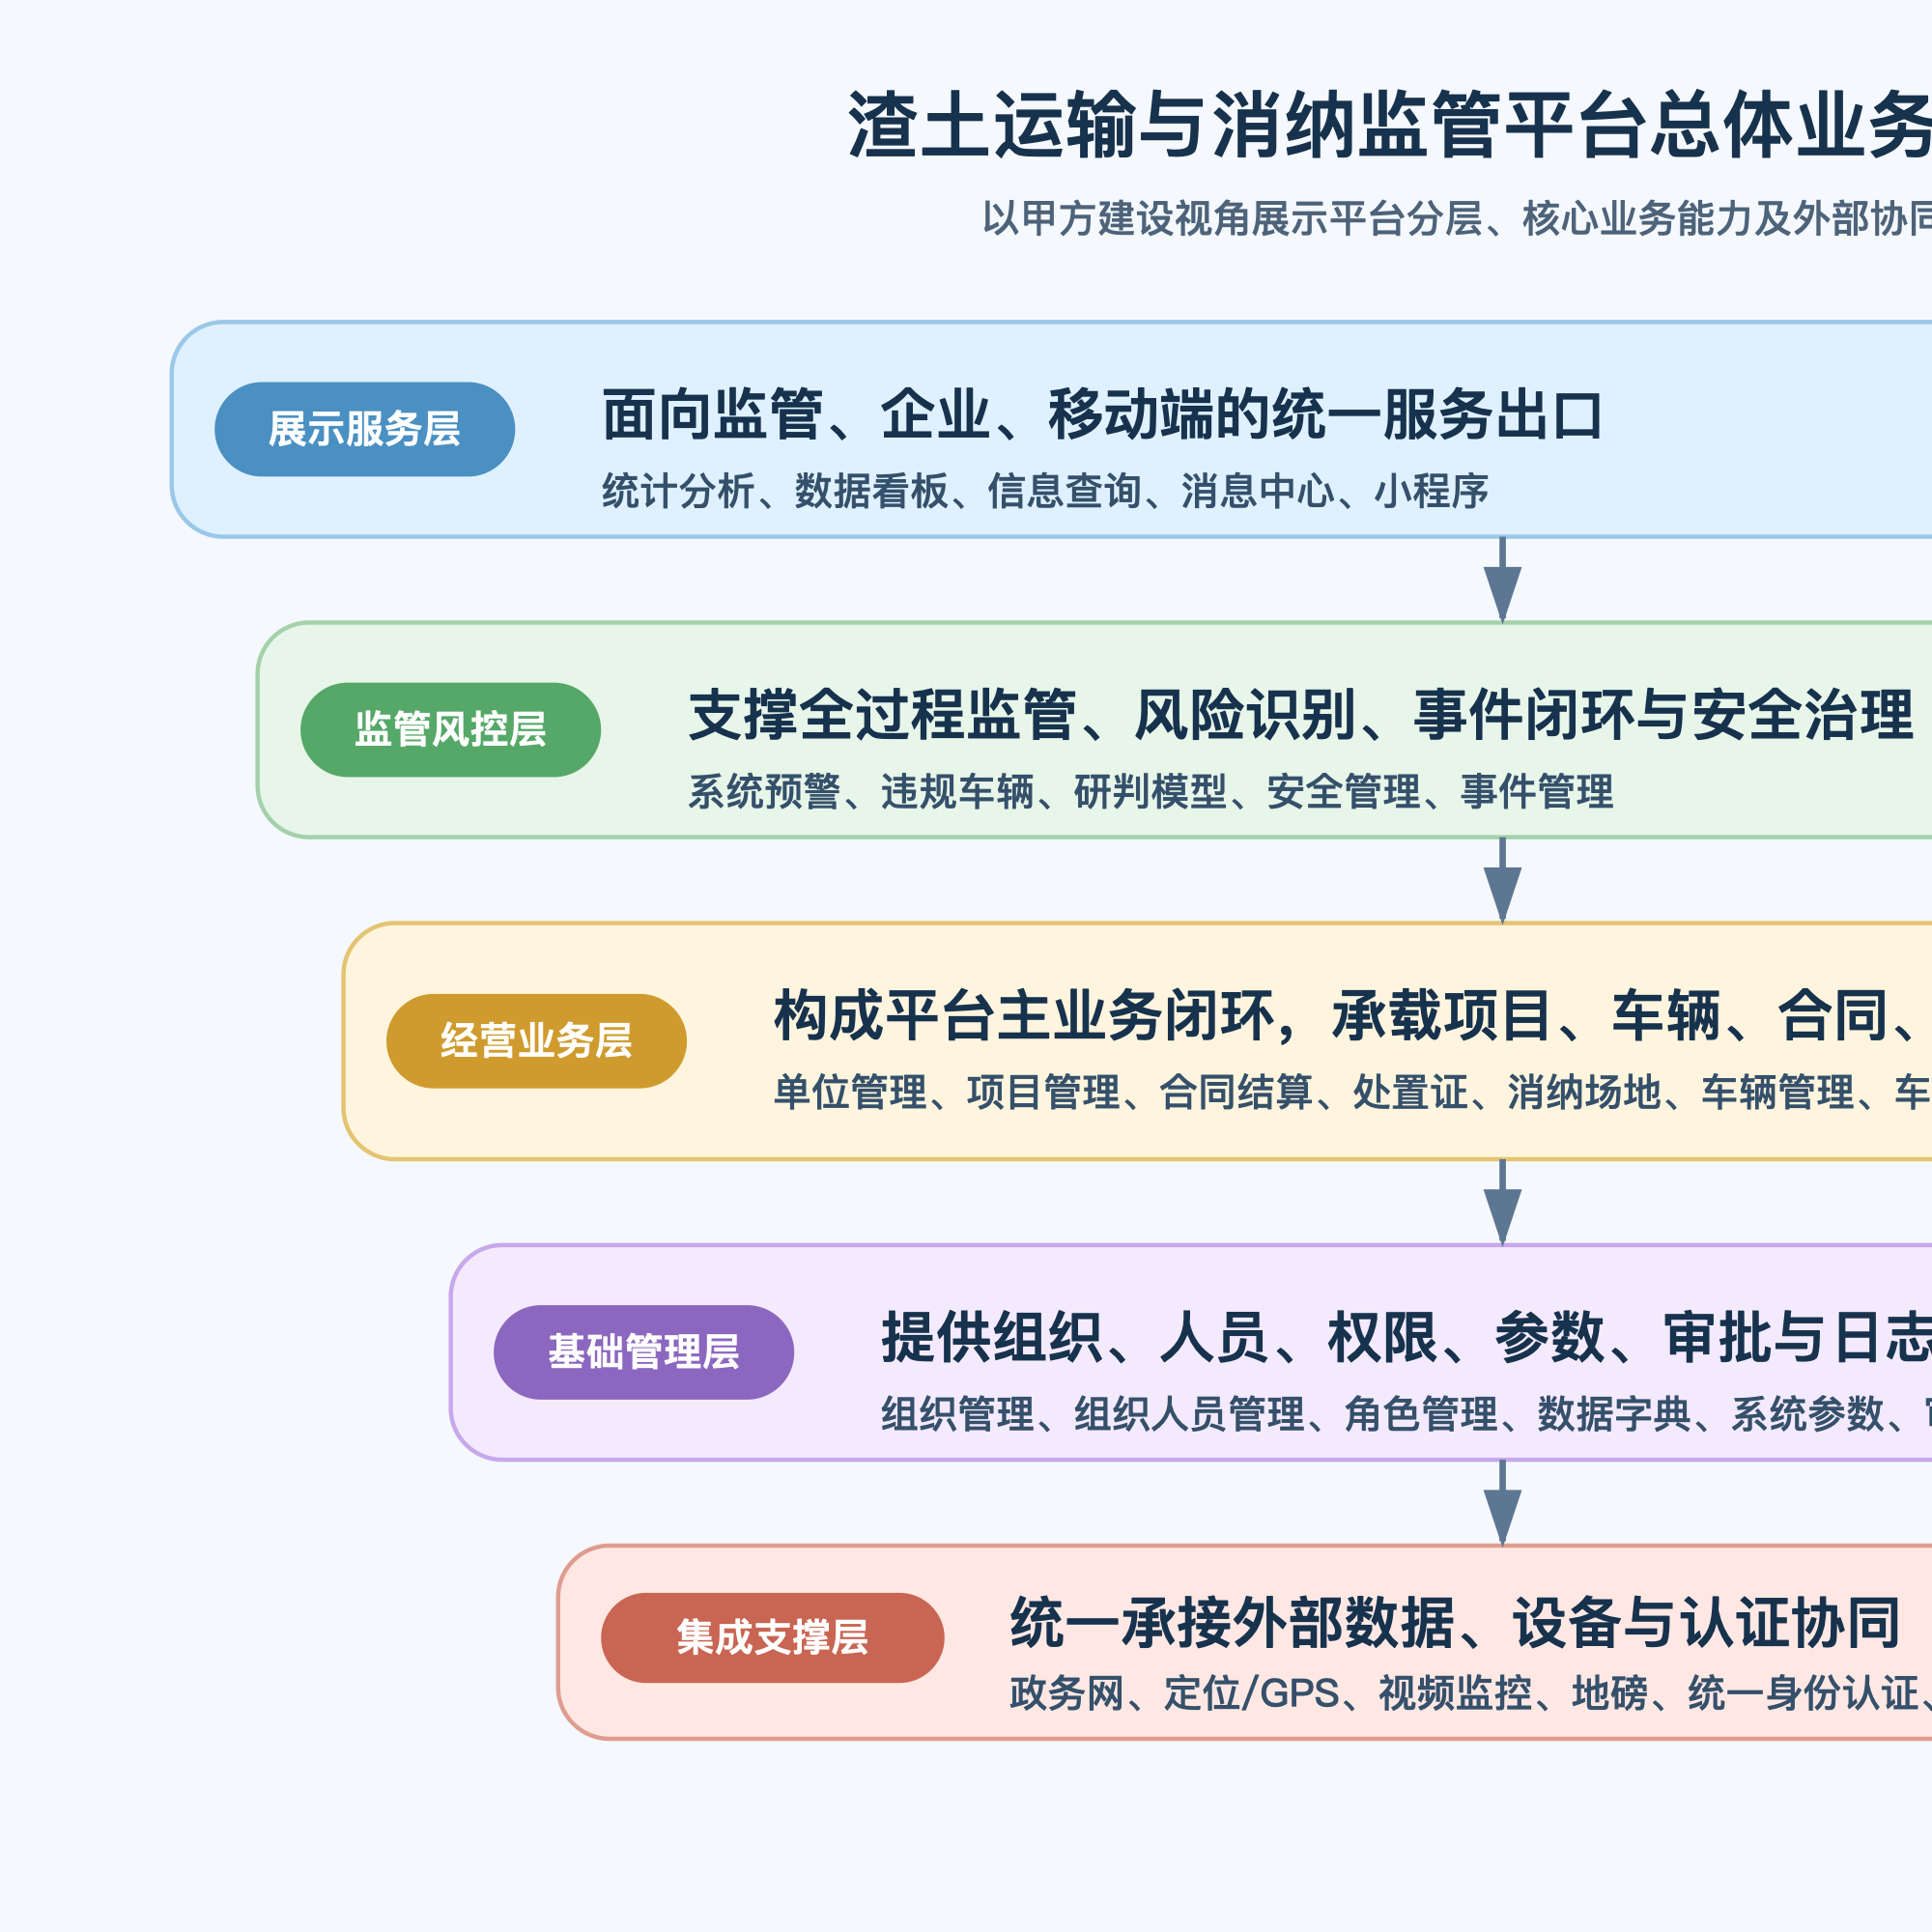 渣土运输与消纳监管平台总体业务
以甲方建设视角展示平台分层、核心业务能力及外部协同
展示服务层
面向监管、企业、移动端的统一服务出口
统计分析、数据看板、信息查询、消息中心、小程序
监管风控层
支撑全过程监管、风险识别、事件闭环与安全治理
系统预警、违规车辆、研判模型、安全管理、事件管理
经营业务层
构成平台主业务闭环，承载项目、车辆、合同、
单位管理、项目管理、合同结算、处置证、消纳场地、车辆管理、车
基础管理层
提供组织、人员、权限、参数、审批与日志
组织管理、组织人员管理、角色管理、数据字典、系统参数、
集成支撑层
统一承接外部数据、设备与认证协同
政务网、定位/GPS、视频监控、地磅、统一身份认证、